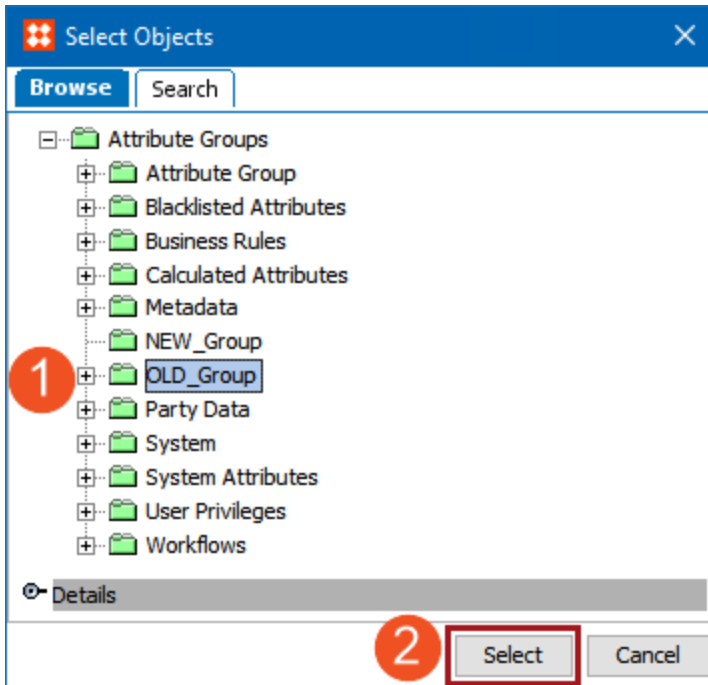 Select Objects
Browse Search
Attribute Groups
Attribute Group
Blacklisted Attributes
Business Rules
Calculated Attributes
Metadata
NEW_Group
1 OLD_Group
Party Data
System
System Attributes
User Privileges
Workflows
Details
2 Select Cancel